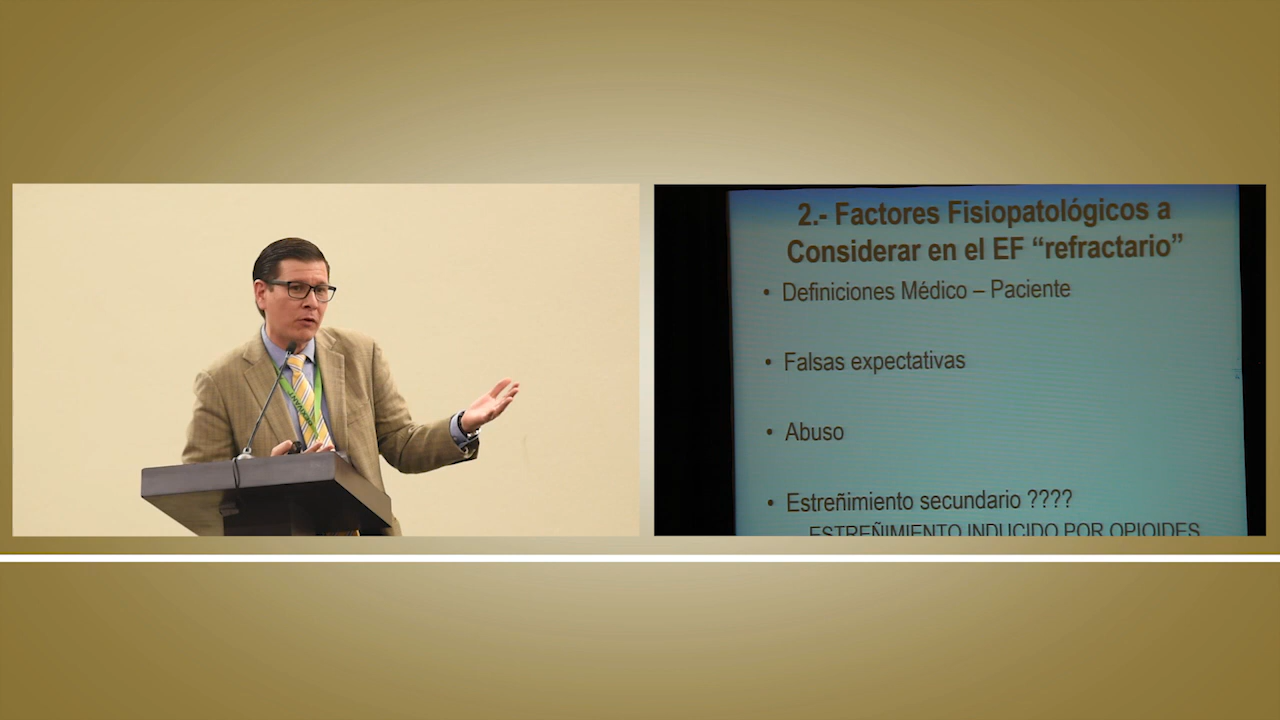 2.- Factores Fisiopatológicos a
Considerar en el EF “refractario”
• Definiciones Médico – Paciente
• Falsas expectativas
• Abuso
• Estreñimiento secundario ????
ESTREÑIMIENTO INDUCIDO POR OPIOIDES